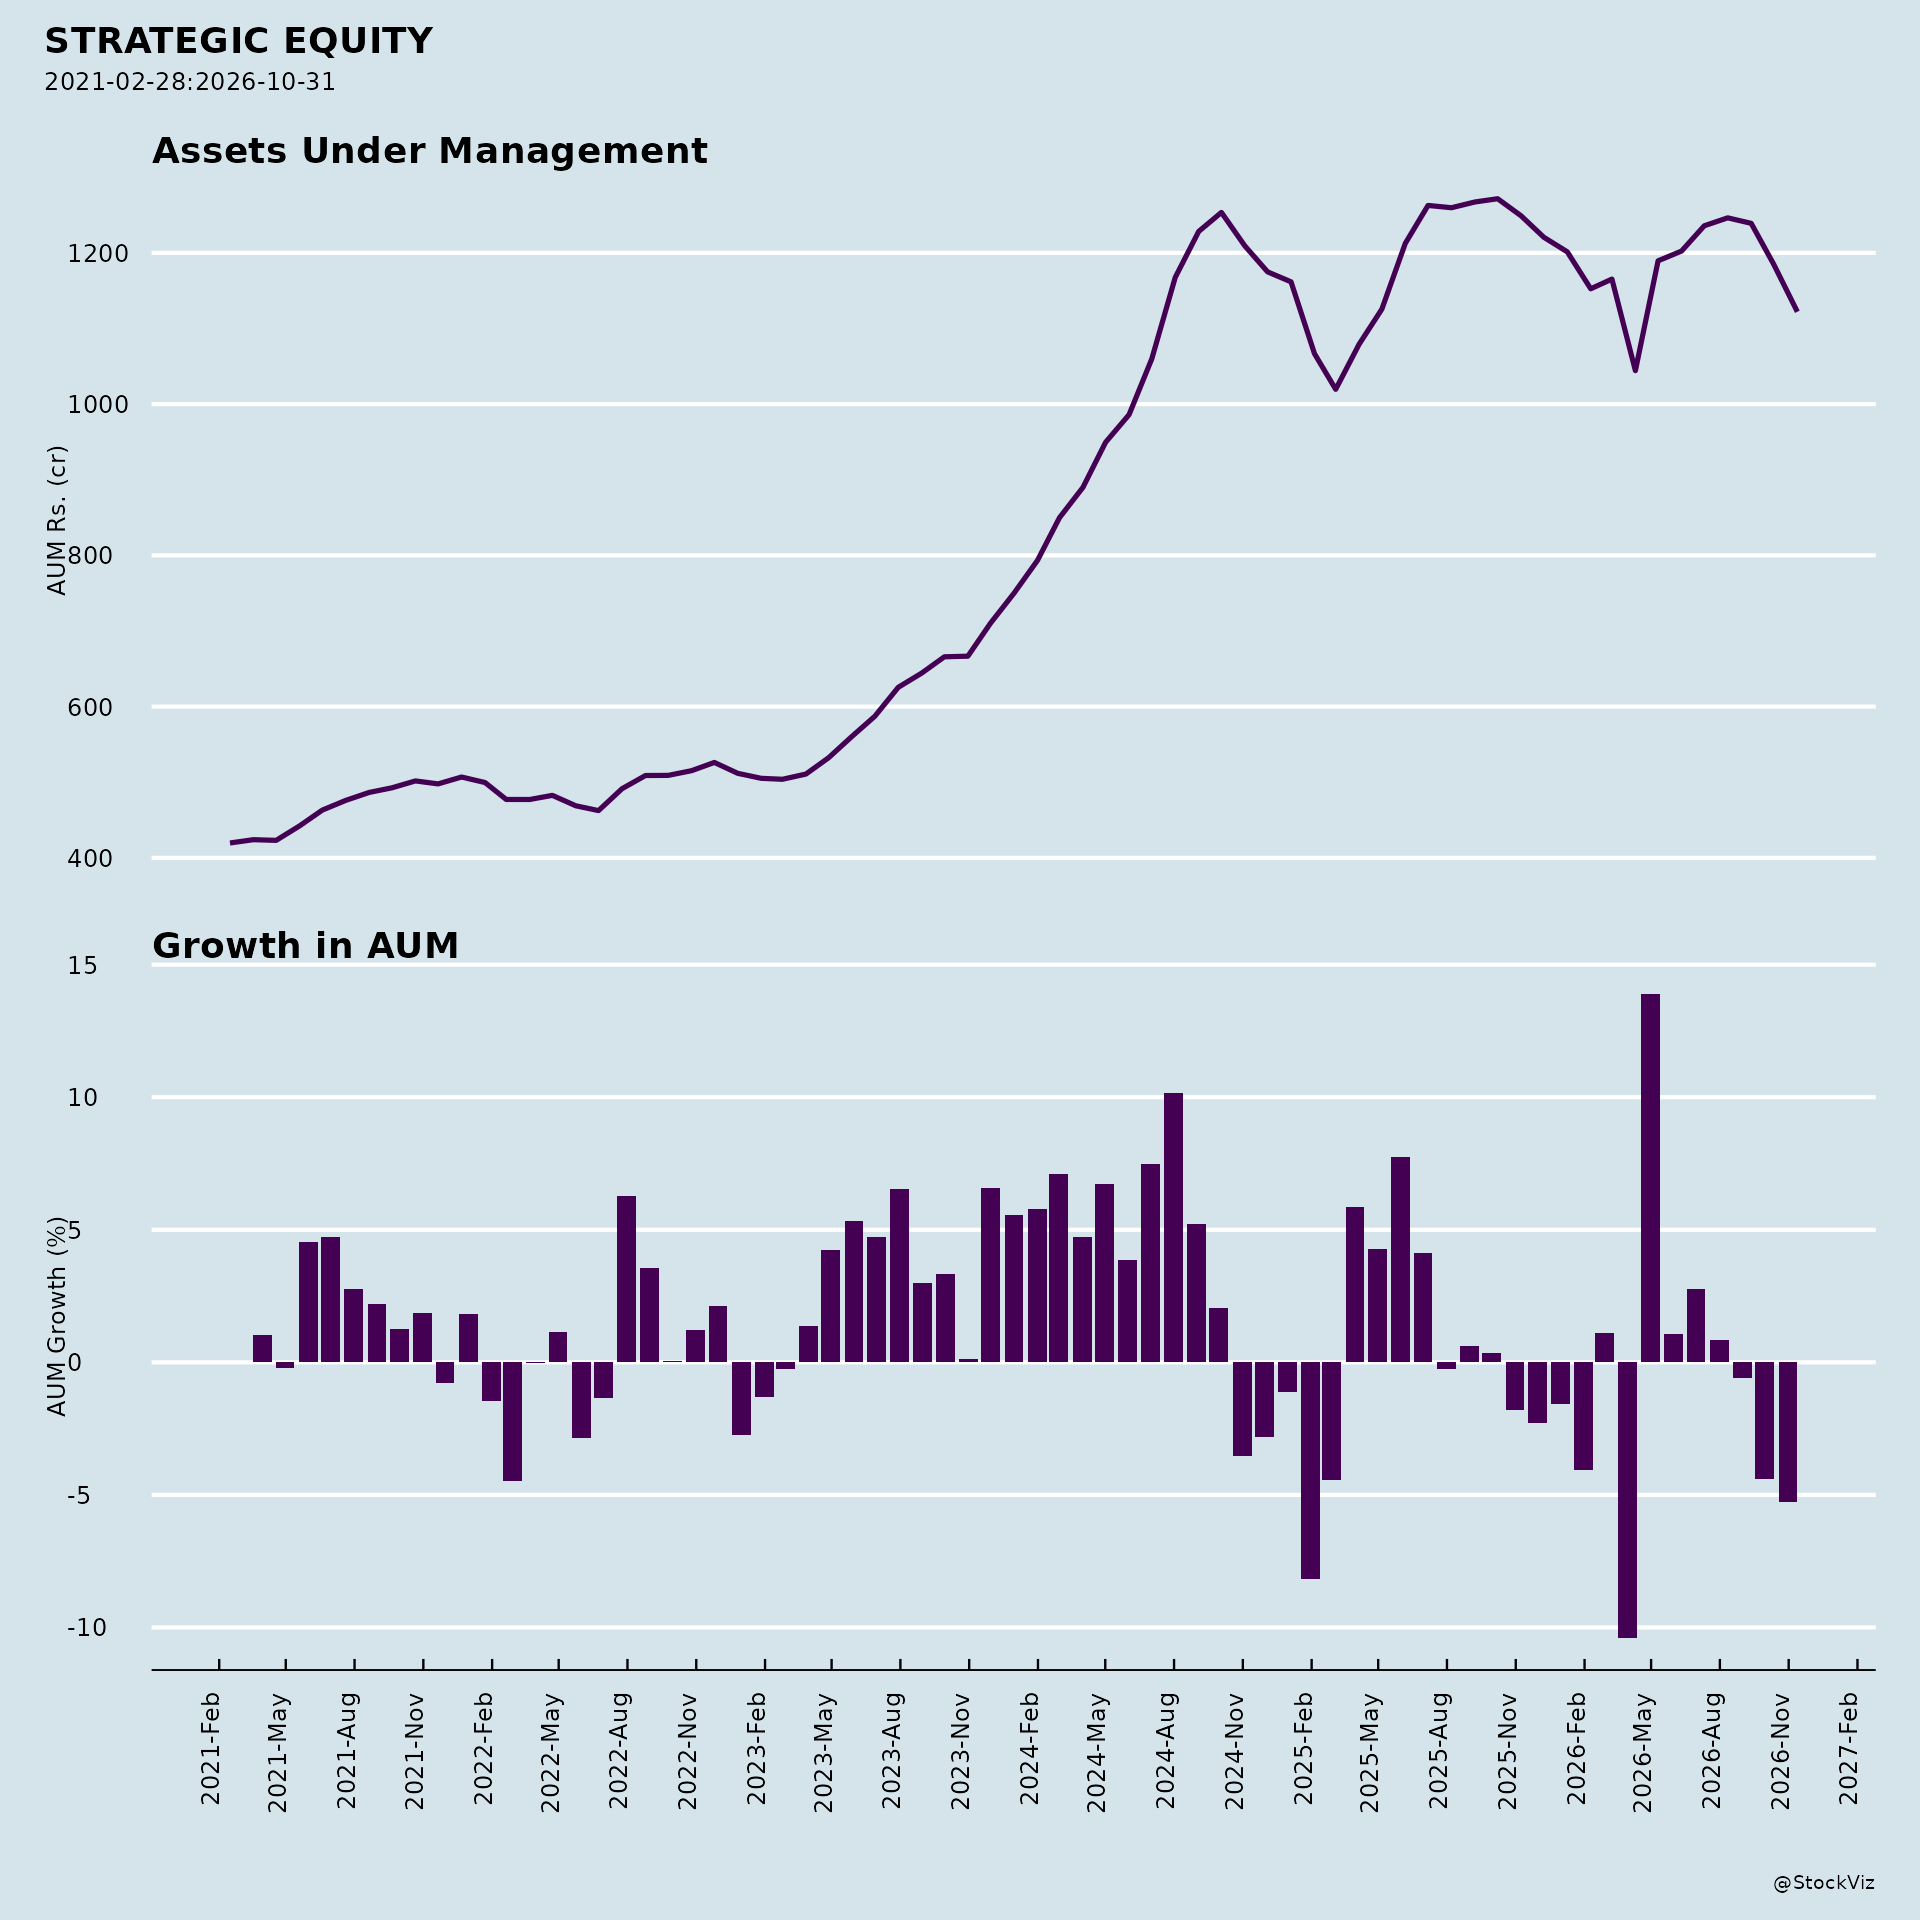 STRATEGIC EQUITY
2021-02-28:2026-10-31
Assets Under Management
AUM Rs. (cr)
1200
1000
800
600
400
Growth in AUM
AUM Growth (%)
15
10
5
0
-5
-10
2021-Feb
2021-May
2021-Aug
2021-Nov
2022-Feb
2022-May
2022-Aug
2022-Nov
2023-Feb
2023-May
2023-Aug
2023-Nov
2024-Feb
2024-May
2024-Aug
2024-Nov
2025-Feb
2025-May
2025-Aug
2025-Nov
2026-Feb
2026-May
2026-Aug
2026-Nov
2027-Feb
@StockViz